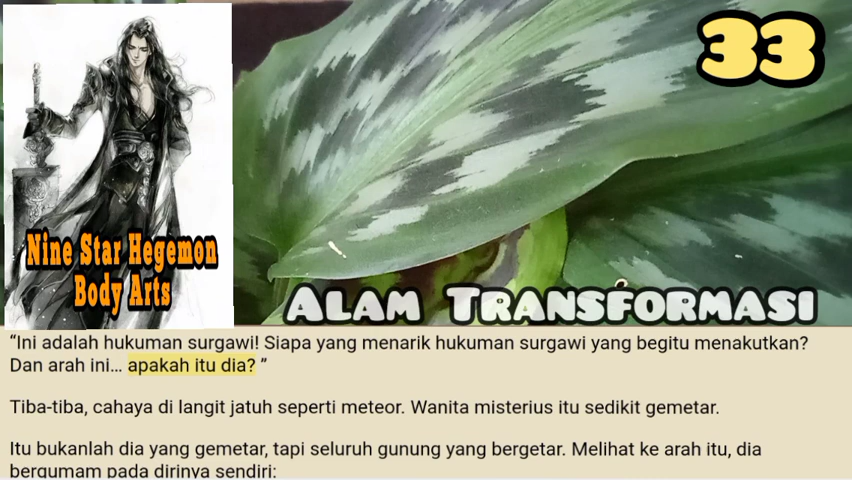 33
Nine Star Hegemon
Body Arts
Alam Transformasi
“Ini adalah hukuman surgawi! Siapa yang menarik hukuman surgawi yang begitu menakutkan?
Dan arah ini... apakah itu dia? ”
Tiba-tiba, cahaya di langit jatuh seperti meteor. Wanita misterius itu sedikit gemetar.
Itu bukanlah dia yang gemetar, tapi seluruh gunung yang bergetar. Melihat ke arah itu, dia
bergumam pada dirinya sendiri: